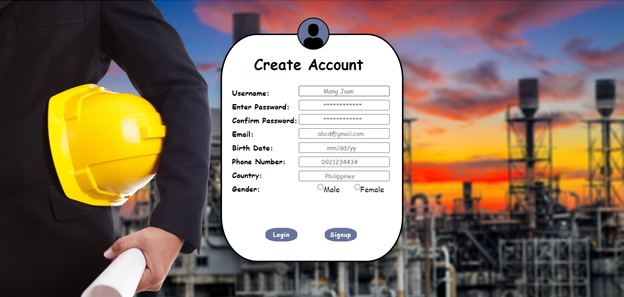 Create Account
Username: Mang Juan
Enter Password: ************
Confirm Password: ************
Email: abcd@gmail.com
Birth Date: mm/dd/yy
Phone Number: 0921234434
Country: Philippines
Gender: Male Female
Login Signup